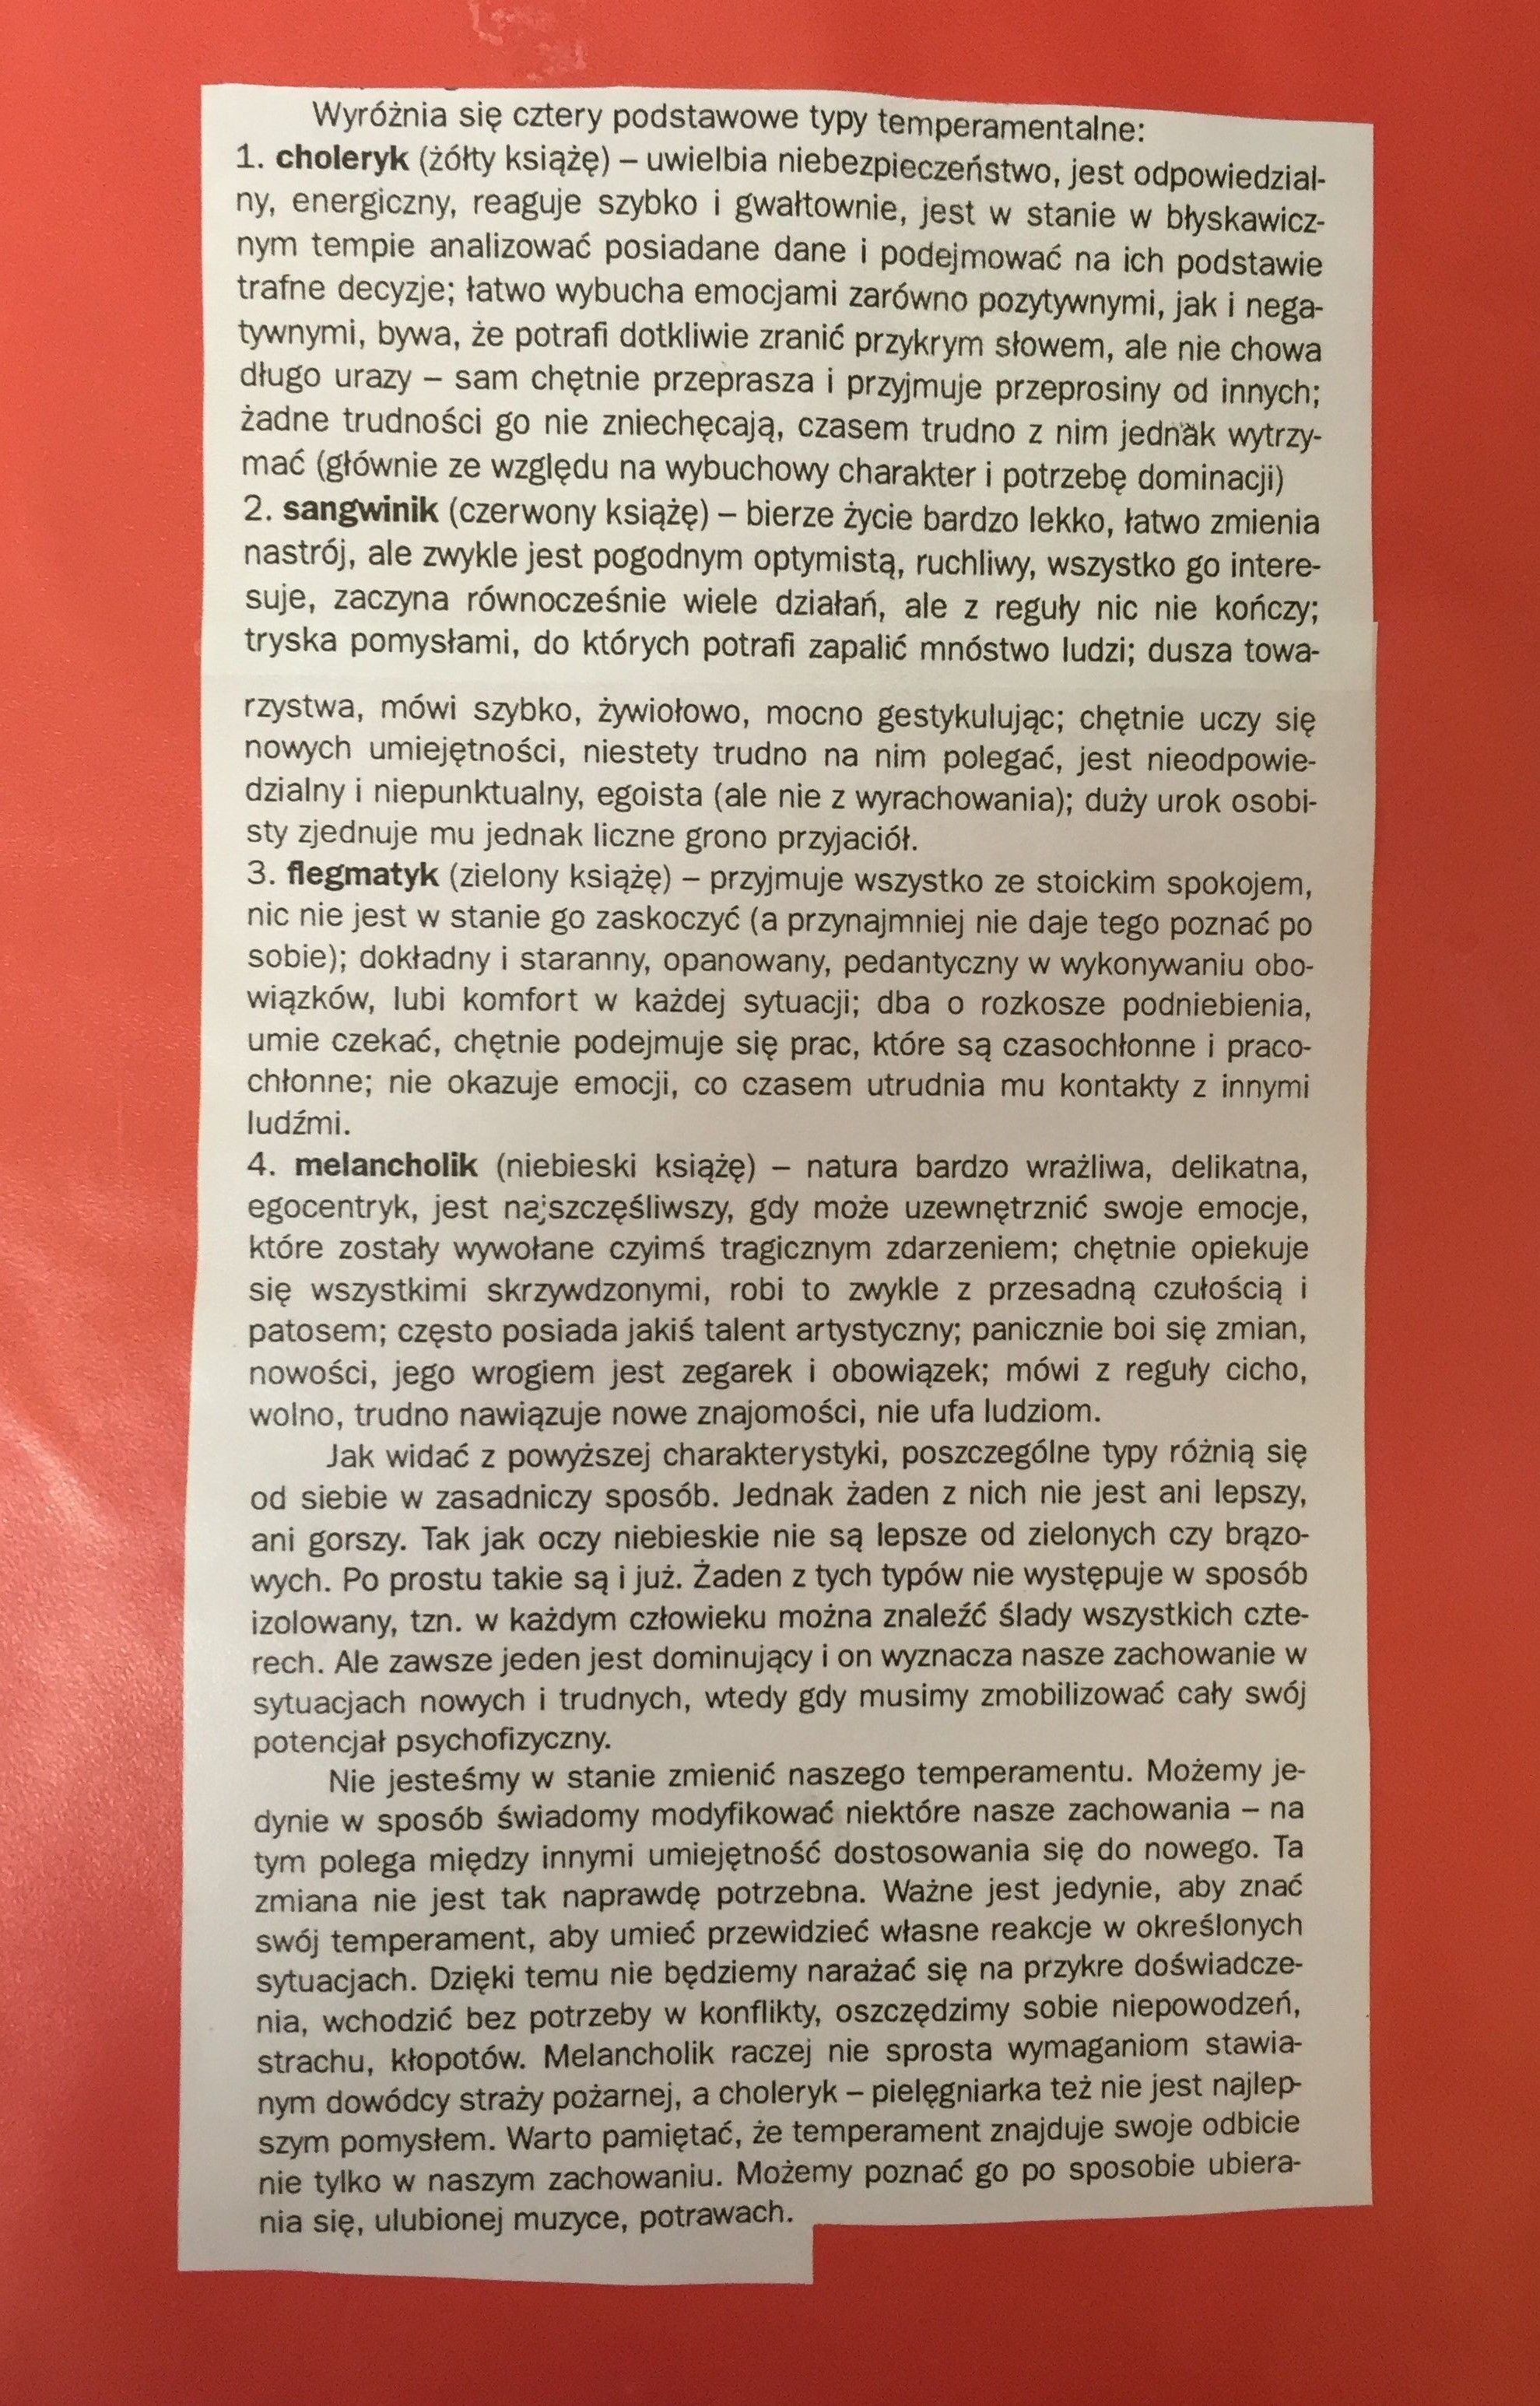 Wyróżnia się cztery podstawowe typy temperamentalne:
1. choleryk (żółty książę) – uwielbia niebezpieczeństwo, jest odpowiedzial-
ny, energiczny, reaguje szybko i gwałtownie, jest w stanie w błyskawicz-
nym tempie analizować posiadane dane i podejmować na ich podstawie
trafne decyzje; łatwo wybucha emocjami zarówno pozytywnymi, jak i nega-
tywnymi, bywa, że potrafi dotkliwie zranić przykrym słowem, ale nie chowa
długo urazy – sam chętnie przeprasza i przyjmuje przeprosiny od innych;
żadne trudności go nie zniechęcają, czasem trudno z nim jednak wytrzy-
mać (głównie ze względu na wybuchowy charakter i potrzebę dominacji)
2. sangwinik (czerwony książę) – bierze życie bardzo lekko, łatwo zmienia
nastrój, ale zwykle jest pogodnym optymistą, ruchliwy, wszystko go intere-
suje, zaczyna równocześnie wiele działań, ale z reguły nic nie kończy;
tryska pomysłami, do których potrafi zapalić mnóstwo ludzi; dusza towa-
rzystwa, mówi szybko, żywiołowo, mocno gestykulując; chętnie uczy się
nowych umiejętności, niestety trudno na nim polegać, jest nieodpowie-
dzialny i niepunktualny, egoista (ale nie z wyrachowania); duży urok osobi-
sty zjednuje mu jednak liczne grono przyjaciół.
3. flegmatyk (zielony książę) – przyjmuje wszystko ze stoickim spokojem,
nic nie jest w stanie go zaskoczyć (a przynajmniej nie daje tego poznać po
sobie); dokładny i staranny, opanowany, pedantyczny w wykonywaniu obo-
wiązków, lubi komfort w każdej sytuacji; dba o rozkosze podniebienia,
umie czekać, chętnie podejmuje się prac, które są czasochłonne i praco-
chłonne; nie okazuje emocji, co czasem utrudnia mu kontakty z innymi
ludźmi.
4. melancholik (niebieski książę) – natura bardzo wrażliwa, delikatna,
egocentryk, jest najszczęśliwszy, gdy może uzewnętrznić swoje emocje,
które zostały wywołane czyimś tragicznym zdarzeniem; chętnie opiekuje
się wszystkimi skrzywdzonymi, robi to zwykle z przesadną czułością i
patosem; często posiada jakiś talent artystyczny; panicznie boi się zmian,
nowości, jego wrogiem jest zegarek i obowiązek; mówi z reguły cicho,
wolno, trudno nawiązuje nowe znajomości, nie ufa ludziom.
Jak widać z powyższej charakterystyki, poszczególne typy różnią się
od siebie w zasadniczy sposób. Jednak żaden z nich nie jest ani lepszy,
ani gorszy. Tak jak oczy niebieskie nie są lepsze od zielonych czy brązo-
wych. Po prostu takie są i już. Żaden z tych typów nie występuje w sposób
izolowany, tzn. w każdym człowieku można znaleźć ślady wszystkich czte-
rech. Ale zawsze jeden jest dominujący i on wyznacza nasze zachowanie w
sytuacjach nowych i trudnych, wtedy gdy musimy zmobilizować cały swój
potencjał psychofizyczny.
Nie jesteśmy w stanie zmienić naszego temperamentu. Możemy je-
dynie w sposób świadomy modyfikować niektóre nasze zachowania – na
tym polega między innymi umiejętność dostosowania się do nowego. Ta
zmiana nie jest tak naprawdę potrzebna. Ważne jest jedynie, aby znać
swój temperament, aby umieć przewidzieć własne reakcje w określonych
sytuacjach. Dzięki temu nie będziemy narażać się na przykre doświadcze-
nia, wchodzić bez potrzeby w konflikty, oszczędzimy sobie niepowodzeń,
strachu, kłopotów. Melancholik raczej nie sprosta wymaganiom stawia-
nym dowódcy straży pożarnej, a choleryk – pielęgniarka też nie jest najlep-
szym pomysłem. Warto pamiętać, że temperament znajduje swoje odbicie
nie tylko w naszym zachowaniu. Możemy poznać go po sposobie ubiera-
nia się, ulubionej muzyce, potrawach.